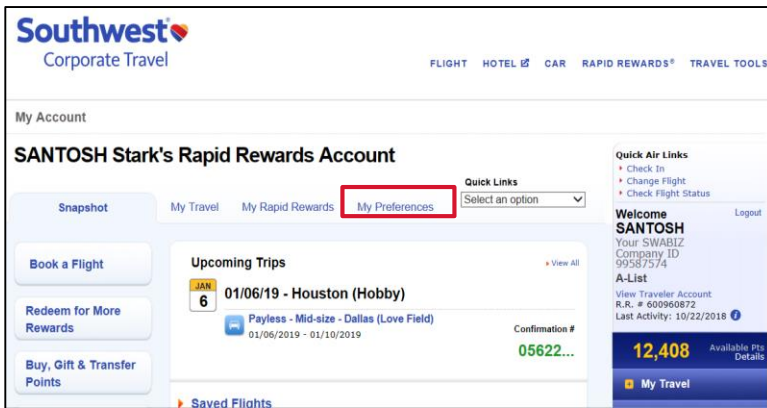 Southwest
Corporate Travel
FLIGHT HOTEL CAR RAPID REWARDS® TRAVEL TOOLS
My Account
SANTOSH Stark's Rapid Rewards Account
Quick Links
Select an option
Snapshot
My Travel
My Rapid Rewards
My Preferences
Book a Flight
Redeem for More
Rewards
Buy, Gift & Transfer
Points
Upcoming Trips
View All
JAN
6
01/06/19 - Houston (Hobby)
Payless - Mid-size - Dallas (Love Field)
01/06/2019 - 01/10/2019
Confirmation #
05622...
Saved Flights
Quick Air Links
Check In
Change Flight
Check Flight Status
Welcome
Logout
SANTOSH
Your SWABIZ
Company ID
99587574
A-List
View Traveler Account
R.R. # 600960872
Last Activity: 10/22/2018
12,408
Available Pts
Details
My Travel